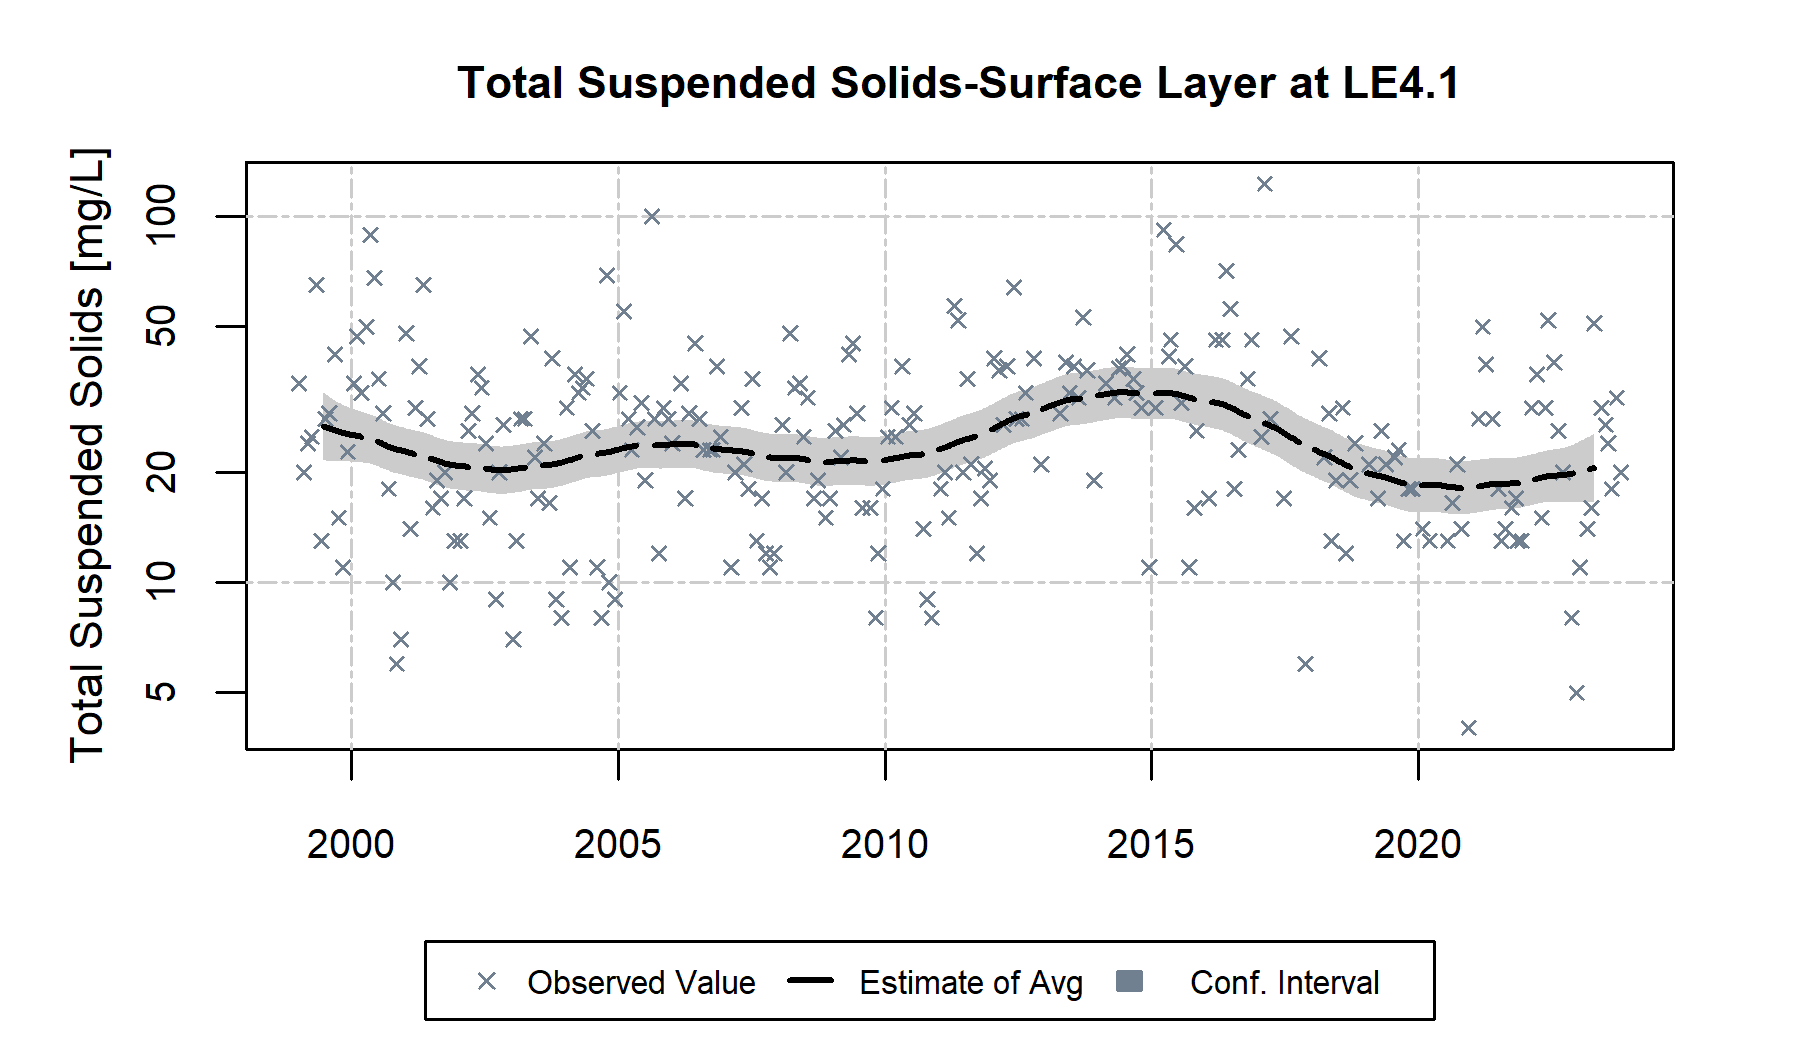 Total Suspended Solids-Surface Layer at LE4.1
Total Suspended Solids [mg/L]
100
50
20
10
5
2000 2005 2010 2015 2020
Observed Value Estimate of Avg Conf. Interval